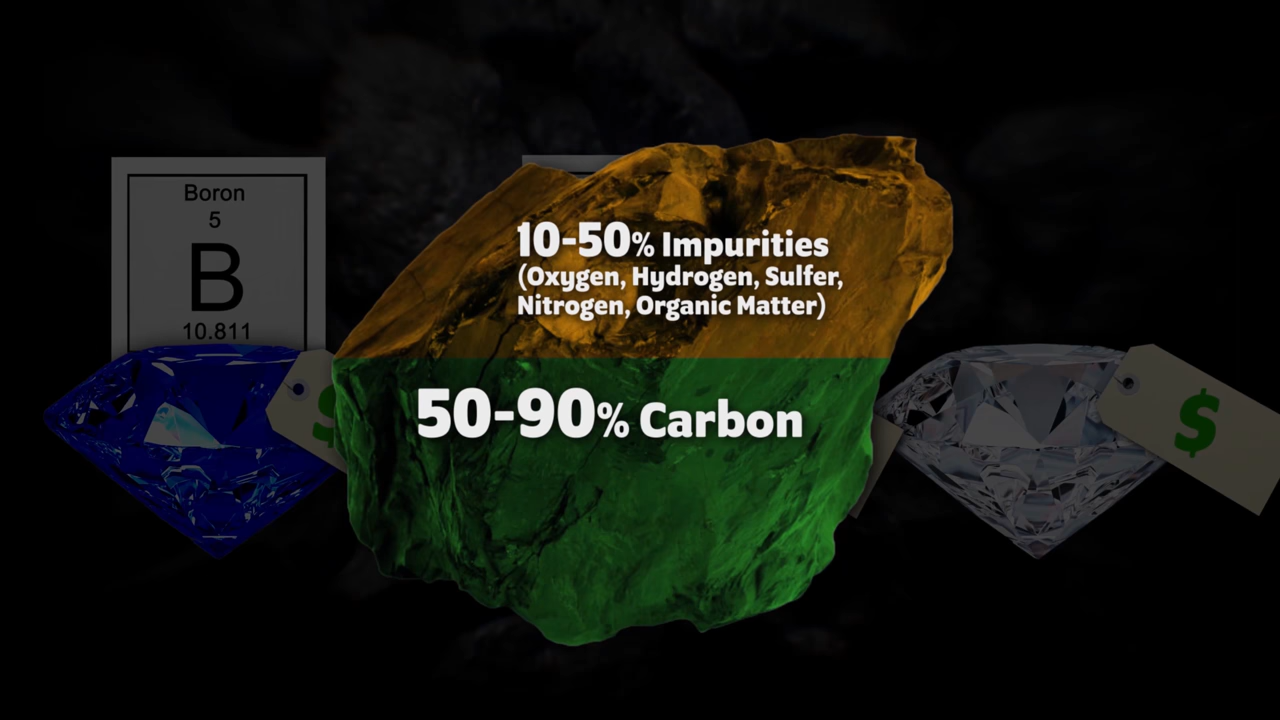 Boron
5
B
10.811
$
10-50% Impurities
(Oxygen, Hydrogen, Sulfer,
Nitrogen, Organic Matter)
50-90% Carbon
$